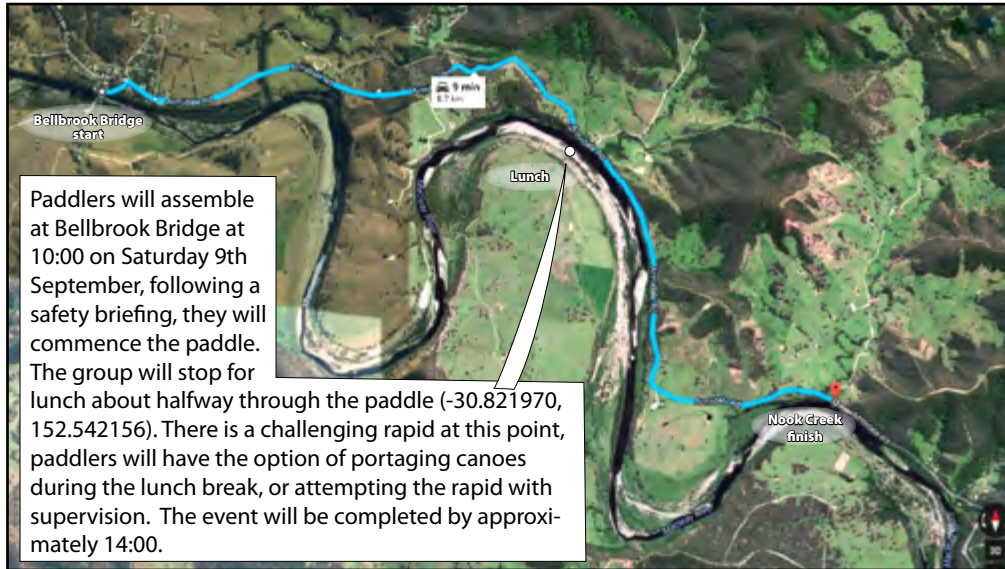 9 min
8.7 km
Bellbrook Bridge
start
Lunch
Paddlers will assemble
at Bellbrook Bridge at
10:00 on Saturday 9th
September, following a
safety briefing, they will
commence the paddle.
The group will stop for
lunch about halfway through the paddle (-30.821970,
152.542156). There is a challenging rapid at this point,
paddlers will have the option of portaging canoes
during the lunch break, or attempting the rapid with
supervision.  The event will be completed by approxi-
mately 14:00.
Nook Creek
finish